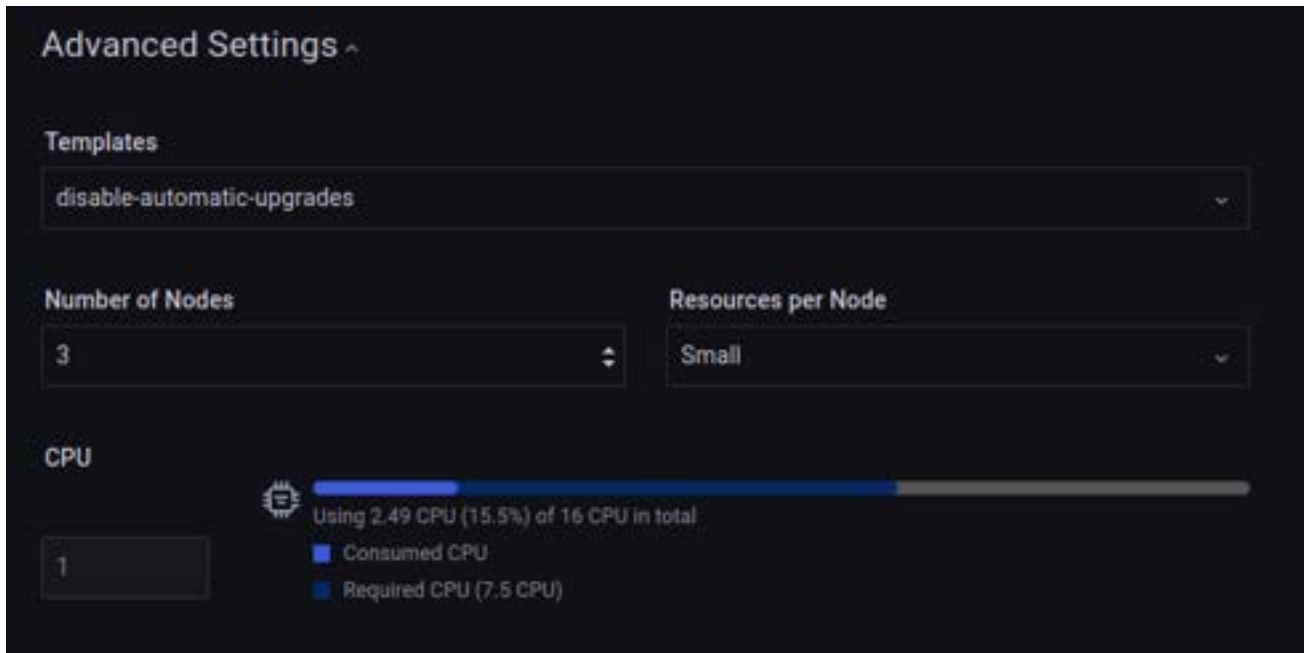 Advanced Settings
Templates
disable-automatic-upgrades
Number of Nodes
Resources per Node
3
Small
CPU
Using 2.49 CPU (15.5%) of 16 CPU in total
Consumed CPU
1
Required CPU (7.5 CPU)